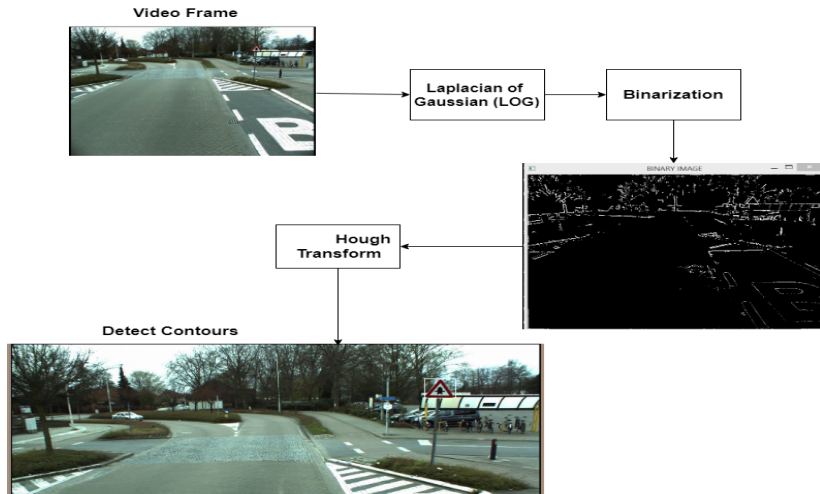 Video Frame
Laplacian of
Gaussian (LOG)
Binarization
B
BINARY IMAGE
Hough
Transform
Detect Contours